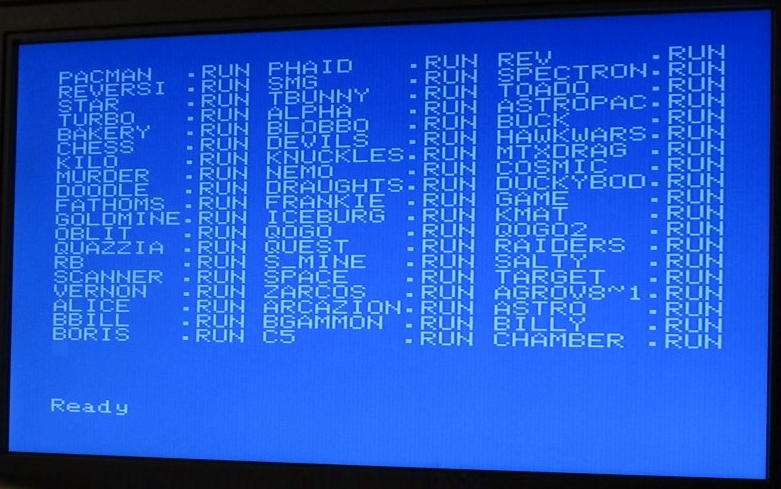 PACMAN .RUN PHAID .RUN REV .RUN
REVERSI .RUN SMG .RUN SPECTRON.RUN
STAR .RUN TBUNNY .RUN TOADO .RUN
TURBO .RUN ALPHA .RUN ASTROPAC.RUN
BAKERY .RUN BLOBBO .RUN BUCK .RUN
CHESS .RUN DEVILS .RUN HAWKWARS.RUN
KILO .RUN KNUCKLES.RUN MTXDRAG .RUN
MURDER .RUN NEMO .RUN COSMIC .RUN
DOODLE .RUN DRAUGHTS.RUN DUCKYBOD.RUN
FATHOMS .RUN FRANKIE .RUN GAME .RUN
GOLDMINE.RUN ICEBURG .RUN KMAT .RUN
OBLIT .RUN QOGO .RUN QOGO2 .RUN
QUAZZIA .RUN QUEST .RUN RAIDERS .RUN
RB .RUN S_MINE .RUN SALTY .RUN
SCANNER .RUN SPACE .RUN TARGET .RUN
VERNON .RUN ZARCOS .RUN AGROV8~1.RUN
ALICE .RUN ARCAZION.RUN ASTRO .RUN
BBILL .RUN BGAMMON .RUN BILLY .RUN
BORIS .RUN C5 .RUN CHAMBER .RUN
Ready